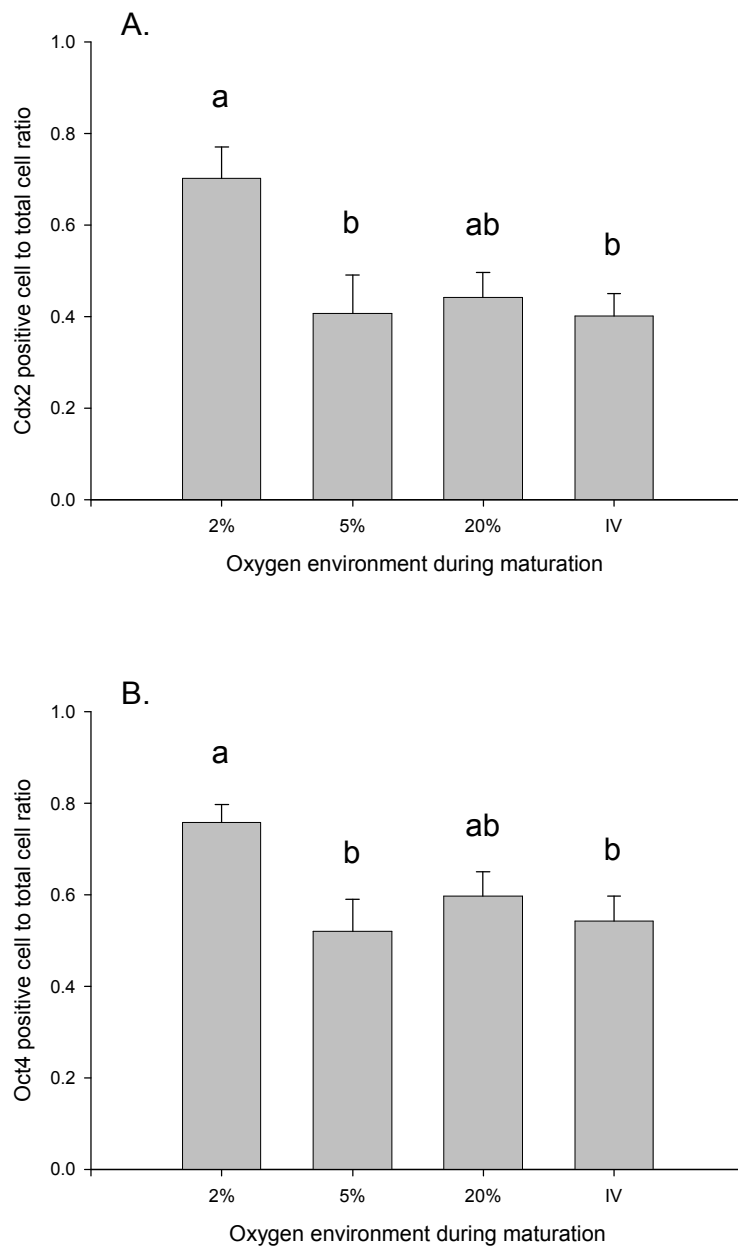 A.
1.0
0.8
0.6
0.4
0.2
0.0
Cdx2 positive cell to total cell ratio
a
b
ab
b
2%
5%
20%
IV
Oxygen environment during maturation
B.
1.0
0.8
0.6
0.4
0.2
0.0
Oct4 positive cell to total cell ratio
a
b
ab
b
2%
5%
20%
IV
Oxygen environment during maturation